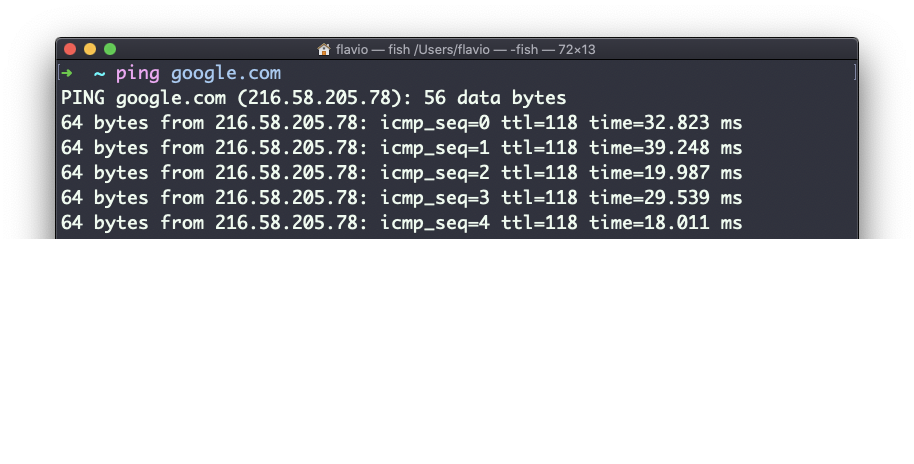 flavio — fish /Users/flavio — -fish — 72×13
➜ ~ ping google.com
PING google.com (216.58.205.78): 56 data bytes
64 bytes from 216.58.205.78: icmp_seq=0 ttl=118 time=32.823 ms
64 bytes from 216.58.205.78: icmp_seq=1 ttl=118 time=39.248 ms
64 bytes from 216.58.205.78: icmp_seq=2 ttl=118 time=19.987 ms
64 bytes from 216.58.205.78: icmp_seq=3 ttl=118 time=29.539 ms
64 bytes from 216.58.205.78: icmp_seq=4 ttl=118 time=18.011 ms